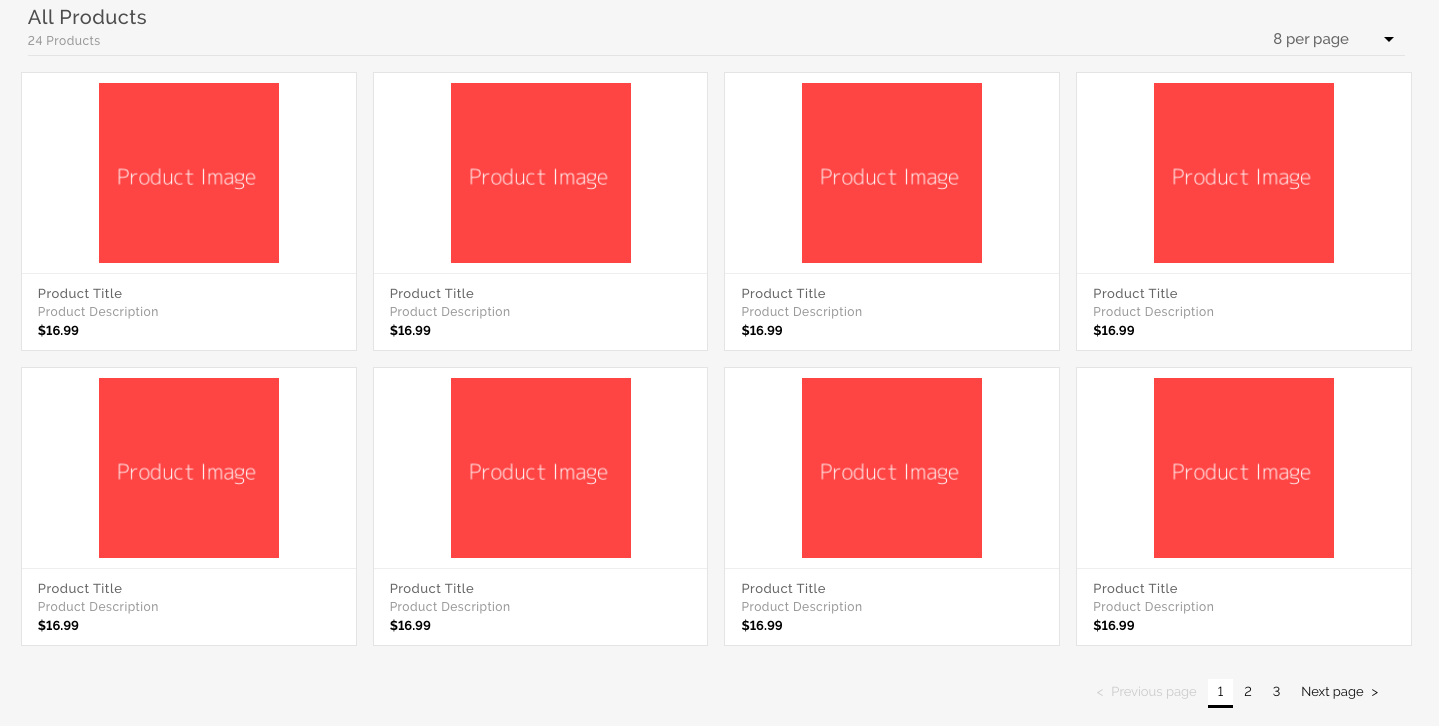 All Products
24 Products
8 per page
Product Image Product Image Product Image Product Image
Product Title Product Title Product Title Product Title
Product Description Product Description Product Description Product Description
$16.99 $16.99 $16.99 $16.99
Product Image Product Image Product Image Product Image
Product Title Product Title Product Title Product Title
Product Description Product Description Product Description Product Description
$16.99 $16.99 $16.99 $16.99
< Previous page 1 2 3 Next page >